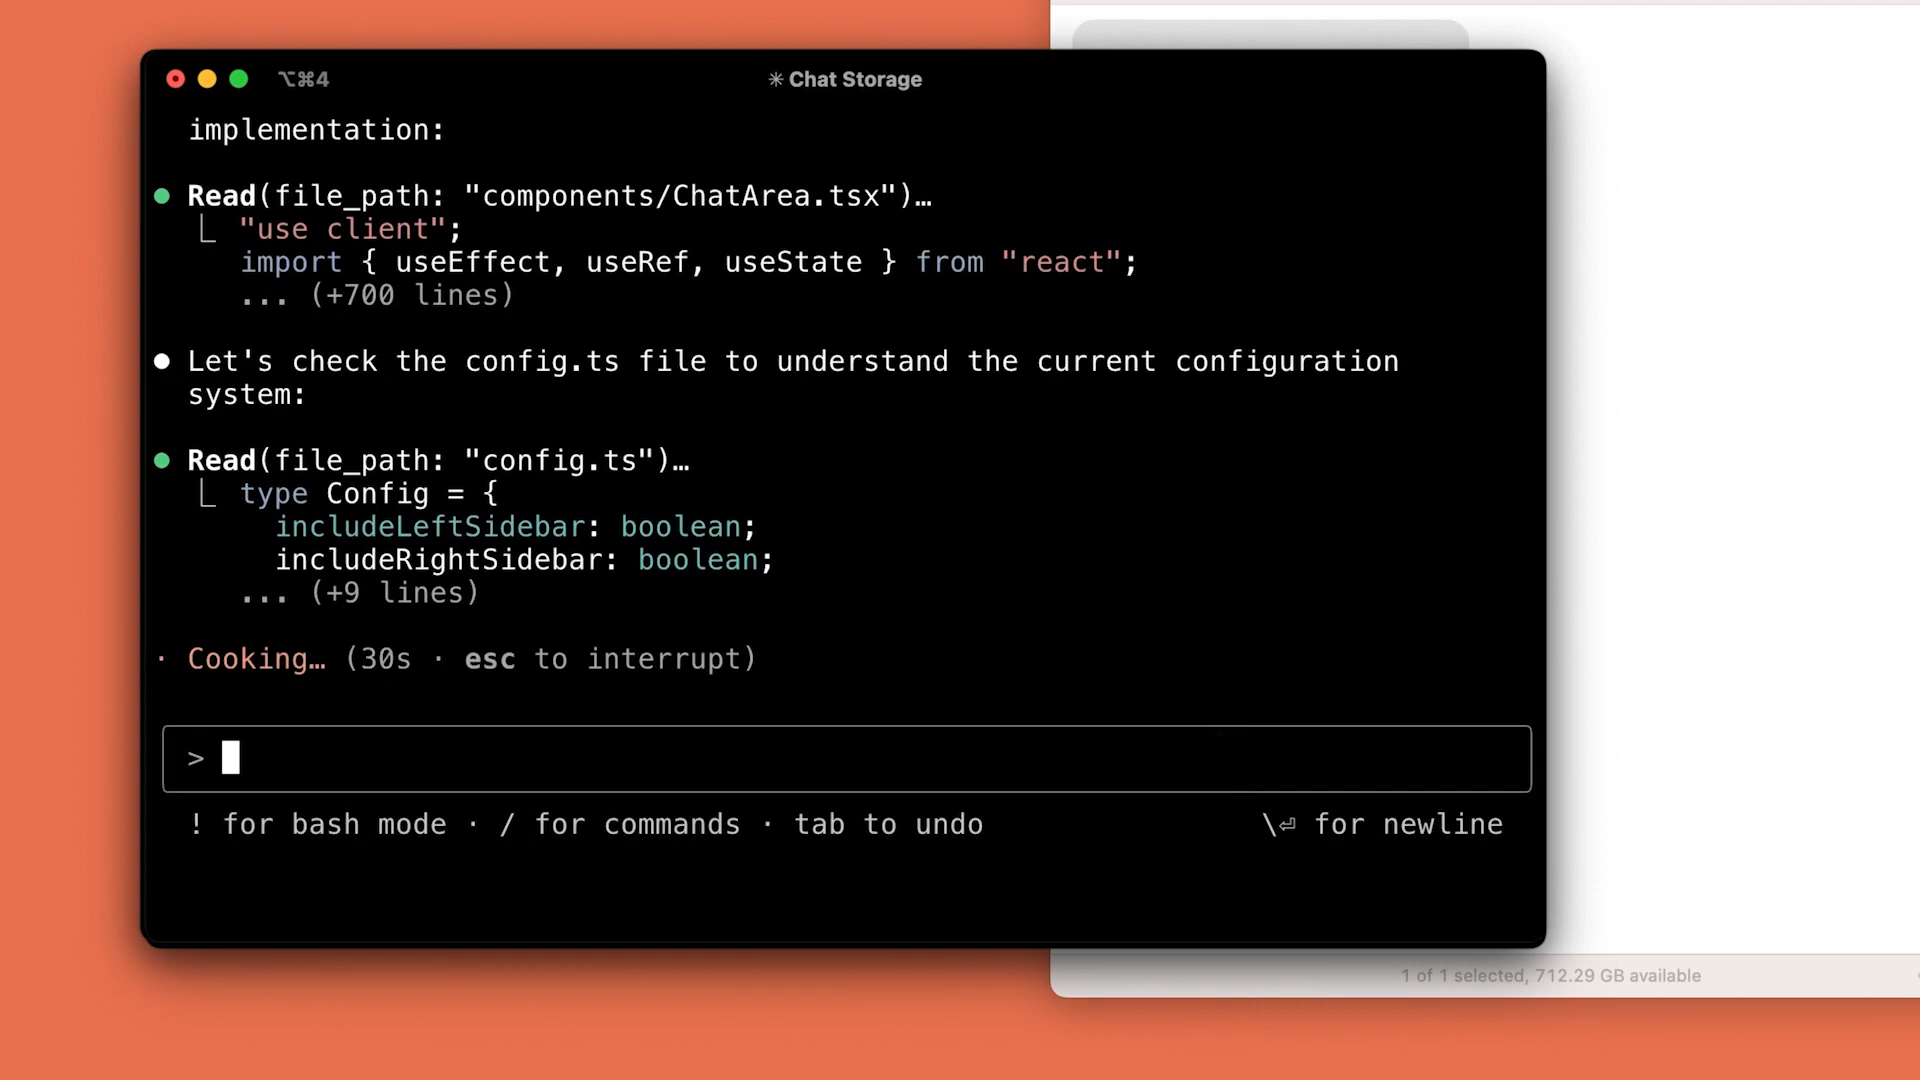 ⌥⌘4
✳ Chat Storage
implementation:
● Read(file_path: "components/ChatArea.tsx")…
⎿ "use client";
import { useEffect, useRef, useState } from "react";
... (+700 lines)
● Let's check the config.ts file to understand the current configuration
system:
● Read(file_path: "config.ts")…
⎿ type Config = {
includeLeftSidebar: boolean;
includeRightSidebar: boolean;
... (+9 lines)
· Cooking… (30s · esc to interrupt)
>
! for bash mode · / for commands · tab to undo
\⏎ for newline
1 of 1 selected, 712.29 GB available